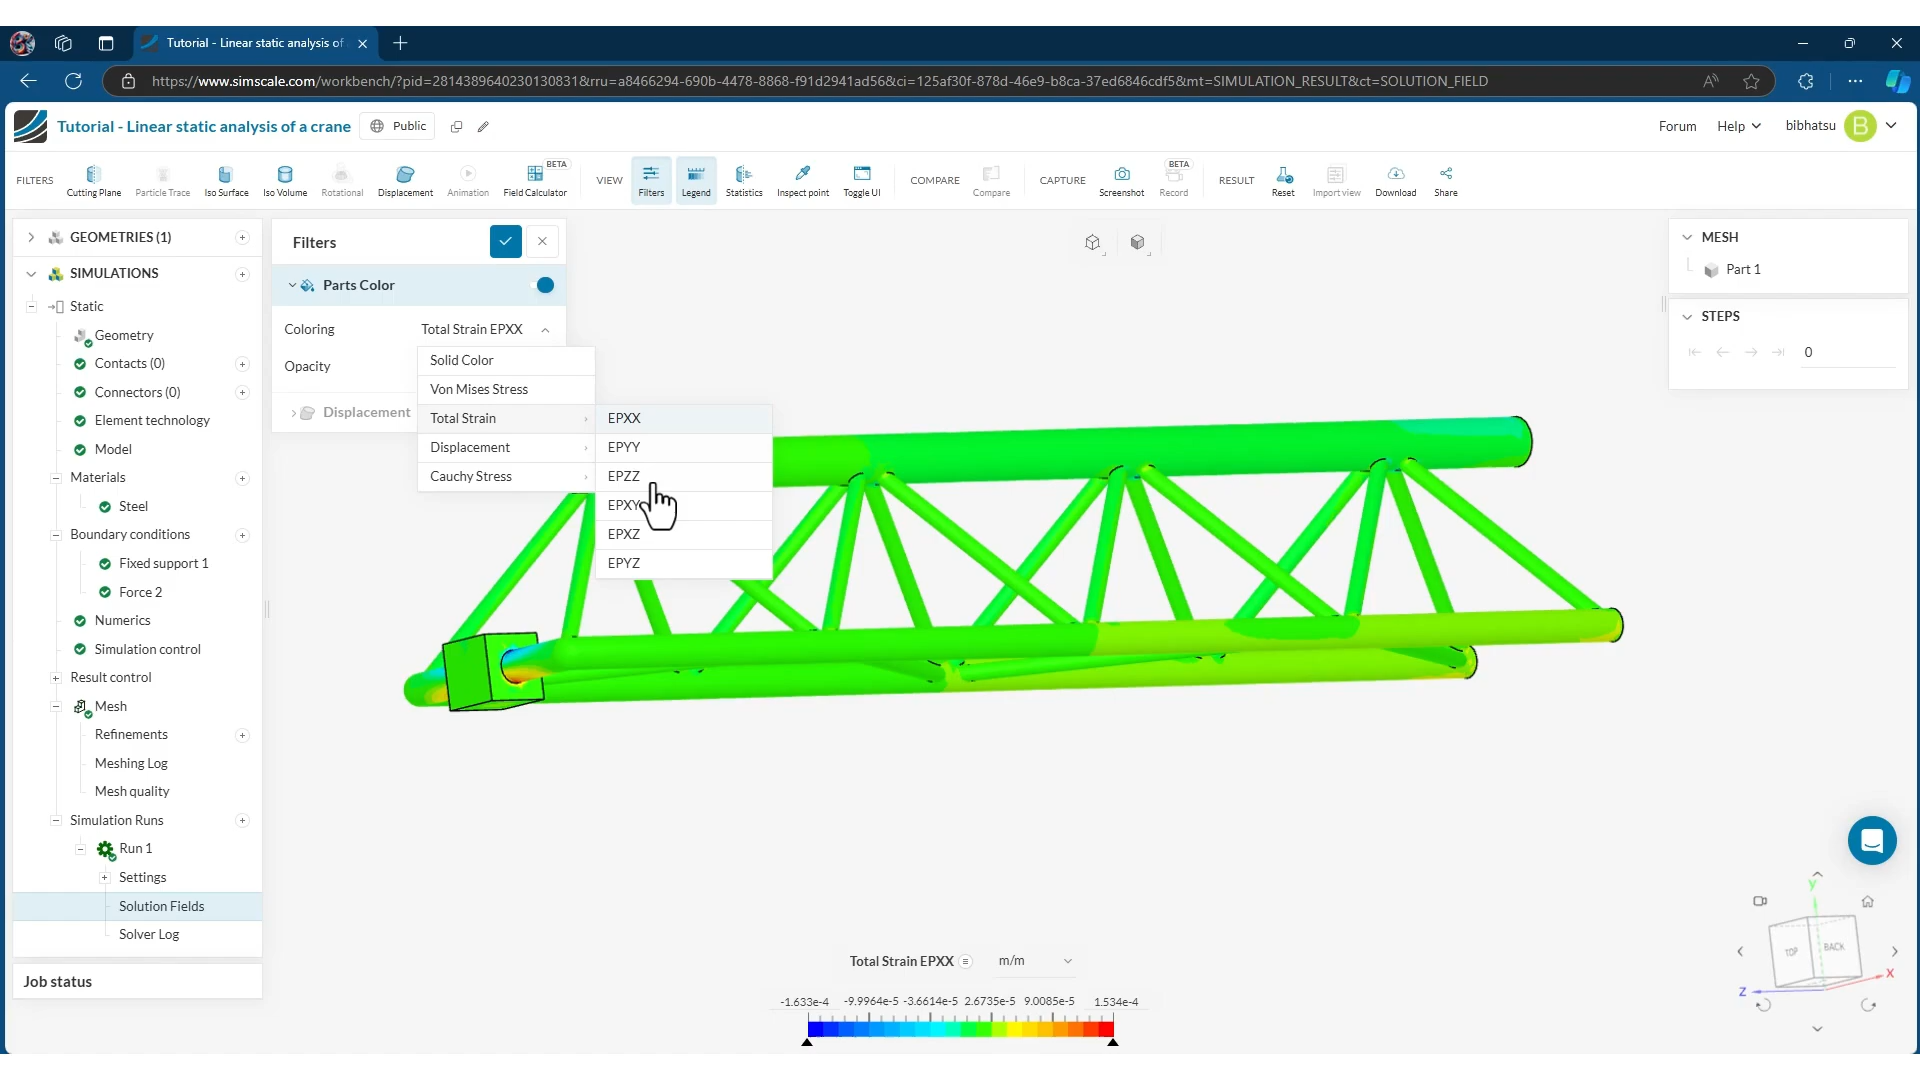 Tutorial - Linear static analysis of
https://www.simscale.com/workbench/?pid=2814389640230130831&rru=a8466294-690b-4478-8868-f91d2941ad56&ci=125af30f-878d-46e9-b8ca-37ed6846cdf5&mt=SIMULATION_RESULT&ct=SOLUTION_FIELD
Tutorial - Linear static analysis of a crane
Public
Forum
Help
bibhatsu
B
FILTERS
Cutting Plane
Particle Trace
Iso Surface
Iso Volume
Rotational
Displacement
Animation
BETA
Field Calculator
VIEW
Filters
Legend
Statistics
Inspect point
Toggle UI
COMPARE
Compare
CAPTURE
Screenshot
BETA
Record
RESULT
Reset
Import view
Download
Share
GEOMETRIES (1)
SIMULATIONS
Static
Geometry
Contacts (0)
Connectors (0)
Element technology
Model
Materials
Steel
Boundary conditions
Fixed support 1
Force 2
Numerics
Simulation control
Result control
Mesh
Refinements
Meshing Log
Mesh quality
Simulation Runs
Run 1
Settings
Solution Fields
Solver Log
Job status
Filters
Parts Color
Coloring
Total Strain EPXX
Opacity
Displacement
Solid Color
Von Mises Stress
Total Strain
Displacement
Cauchy Stress
EPXX
EPYY
EPZZ
EPXY
EPXZ
EPYZ
MESH
Part 1
STEPS
0
Total Strain EPXX
m/m
-1.633e-4 -9.9964e-5 -3.6614e-5 2.6735e-5 9.0085e-5 1.534e-4
y
TOP
BACK
X
Z